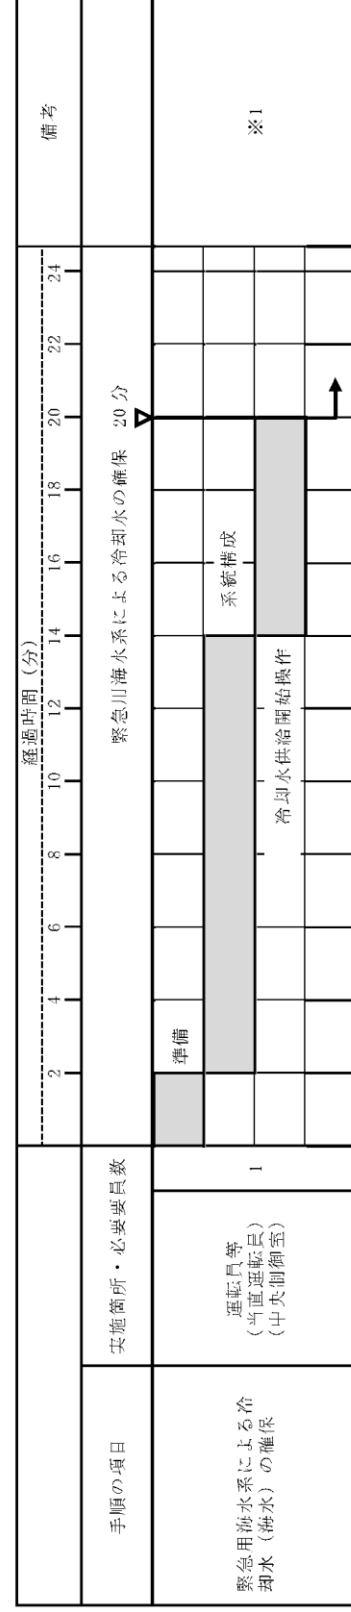 経過時間（分）
備考
2 4 6 8 10 12 14 16 18 20 22 24
手順の項目
実施箇所・必要要員数
緊急用海水系による冷却水の確保 20分
緊急用海水系による冷
却水（海水）の確保
運転員等
（当直運転員）
（中央制御室）
1
準備
系統構成
冷却水供給開始操作
※1